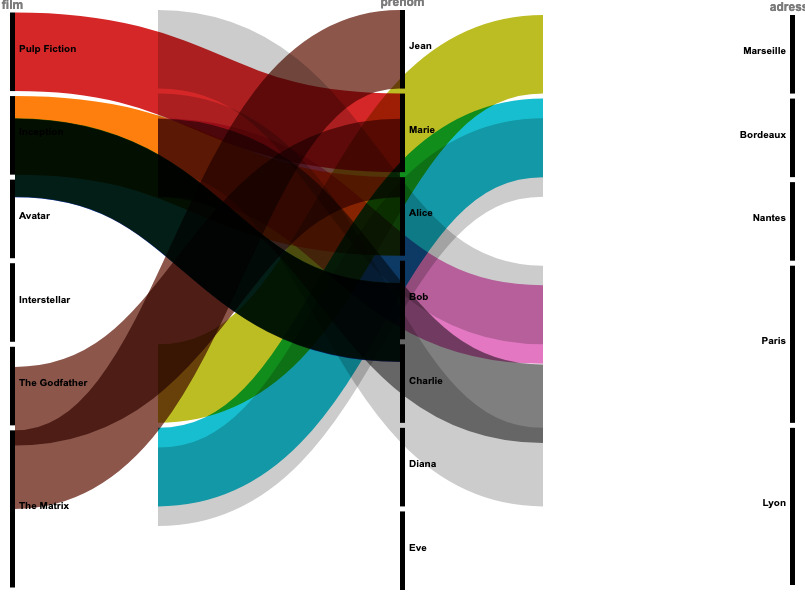 film
prenom
adress
Pulp Fiction
Inception
Avatar
Interstellar
The Godfather
The Matrix
Jean
Marie
Alice
Bob
Charlie
Diana
Eve
Marseille
Bordeaux
Nantes
Paris
Lyon